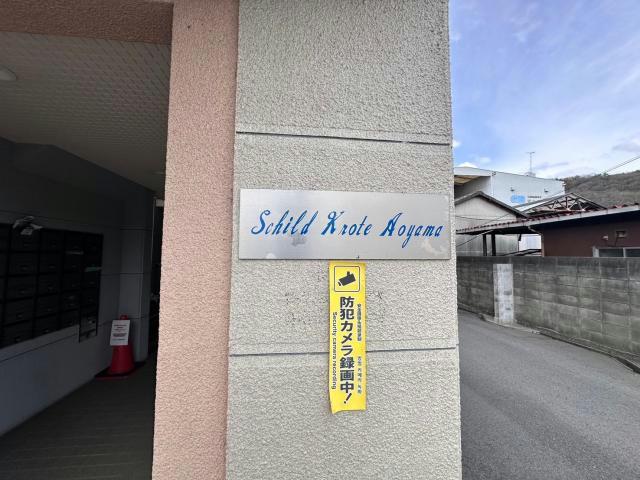 Schild Krote Aoyama
防犯カメラ録画中!
Security camera recording